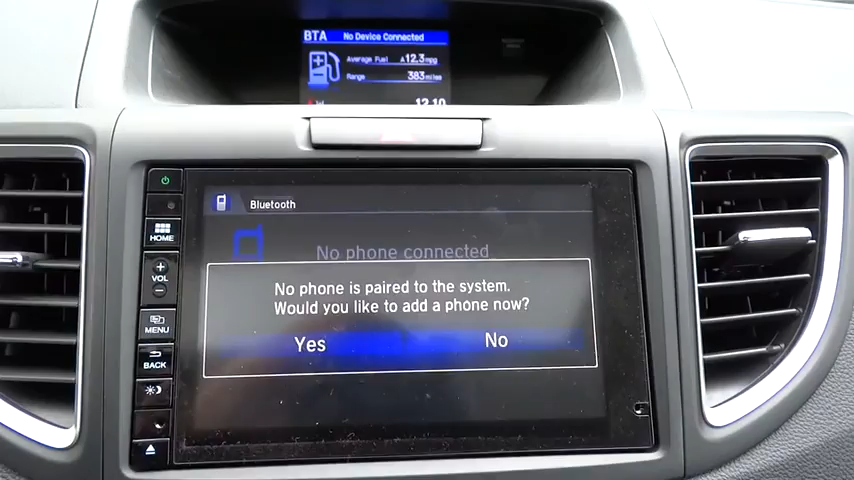 BTA No Device Connected
Average Fuel A 12.3 mpg
Range 383 miles
12:10
Bluetooth
No phone connected
No phone is paired to the system.
Would you like to add a phone now?
Yes No
HOME
+
VOL
−
MENU
BACK